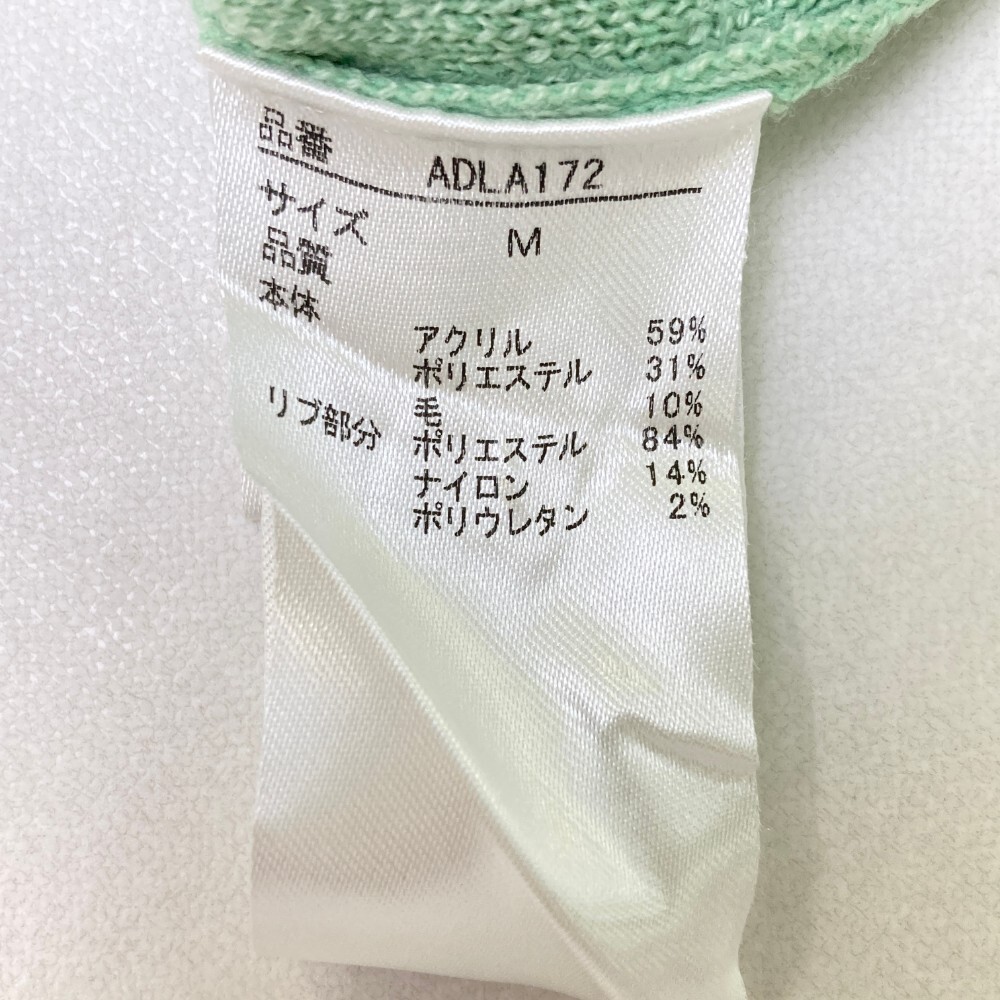 品番 ADLA172
サイズ M
品質
本体
アクリル 59%
ポリエステル 31%
毛 10%
リブ部分 ポリエステル 84%
ナイロン 14%
ポリウレタン 2%